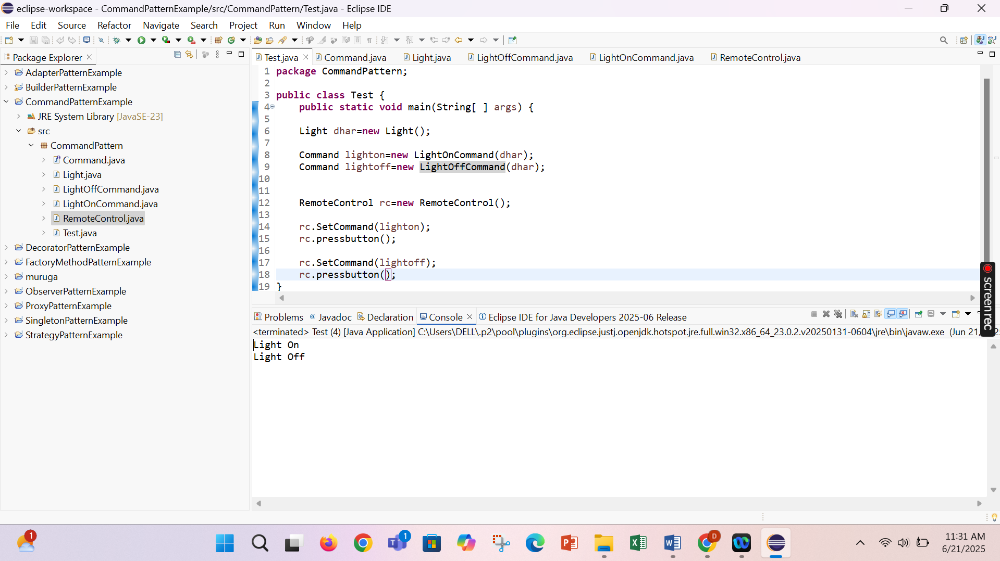 eclipse-workspace - CommandPatternExample/src/CommandPattern/Test.java - Eclipse IDE
File Edit Source Refactor Navigate Search Project Run Window Help
Package Explorer
AdapterPatternExample
BuilderPatternExample
CommandPatternExample
JRE System Library [JavaSE-23]
src
CommandPattern
Command.java
Light.java
LightOffCommand.java
LightOnCommand.java
RemoteControl.java
Test.java
DecoratorPatternExample
FactoryMethodPatternExample
muruga
ObserverPatternExample
ProxyPatternExample
SingletonPatternExample
StrategyPatternExample
Test.java Command.java Light.java LightOffCommand.java LightOnCommand.java RemoteControl.java
1 package CommandPattern;
2
3 public class Test {
4 public static void main(String[ ] args) {
5
6 Light dhar=new Light();
7
8 Command lighton=new LightOnCommand(dhar);
9 Command lightoff=new LightOffCommand(dhar);
10
11
12 RemoteControl rc=new RemoteControl();
13
14 rc.SetCommand(lighton);
15 rc.pressbutton();
16
17 rc.SetCommand(lightoff);
18 rc.pressbutton();
19 }
screen rec
Problems Javadoc Declaration Console Eclipse IDE for Java Developers 2025-06 Release
<terminated> Test (4) [Java Application] C:\Users\DELL\.p2\pool\plugins\org.eclipse.justj.openjdk.hotspot.jre.full.win32.x86_64_23.0.2.v20250131-0604\jre\bin\javaw.exe (Jun 21,
Light On
Light Off
1
1
D
11:31 AM
6/21/2025